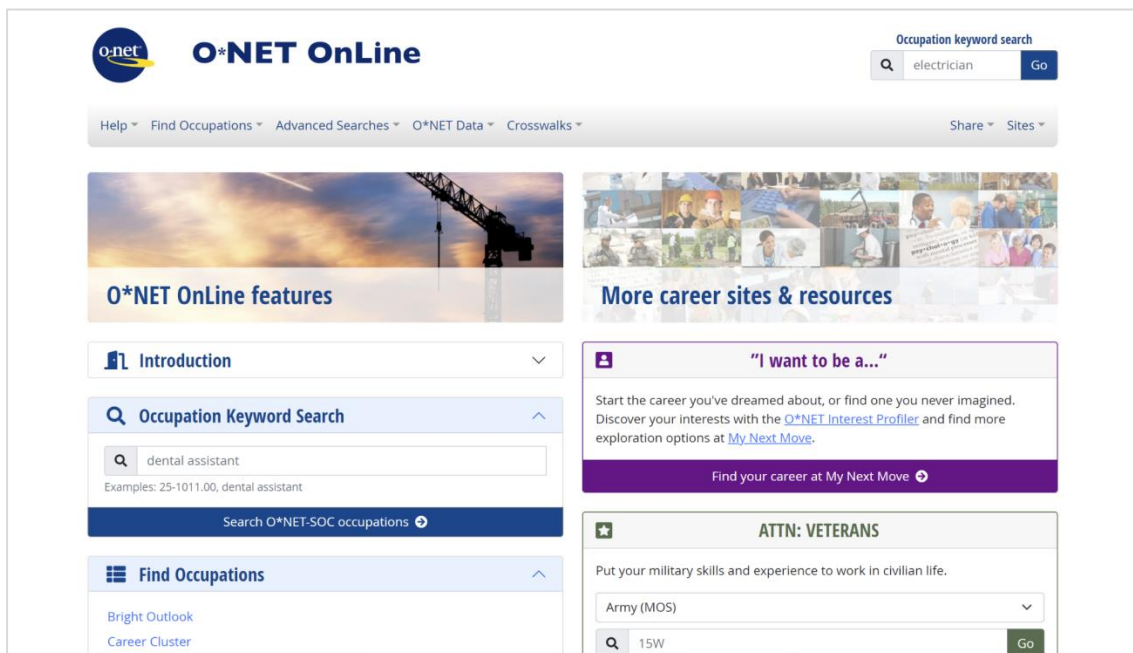 o·net
O*NET OnLine
Occupation keyword search
electrician
Go
Help
Find Occupations
Advanced Searches
O*NET Data
Crosswalks
Share
Sites
O*NET OnLine features
More career sites & resources
Introduction
Occupation Keyword Search
dental assistant
Examples: 25-1011.00, dental assistant
Search O*NET-SOC occupations
Find Occupations
Bright Outlook
Career Cluster
"I want to be a…“
Start the career you've dreamed about, or find one you never imagined.
Discover your interests with the O*NET Interest Profiler and find more
exploration options at My Next Move.
Find your career at My Next Move
ATTN: VETERANS
Put your military skills and experience to work in civilian life.
Army (MOS)
15W
Go